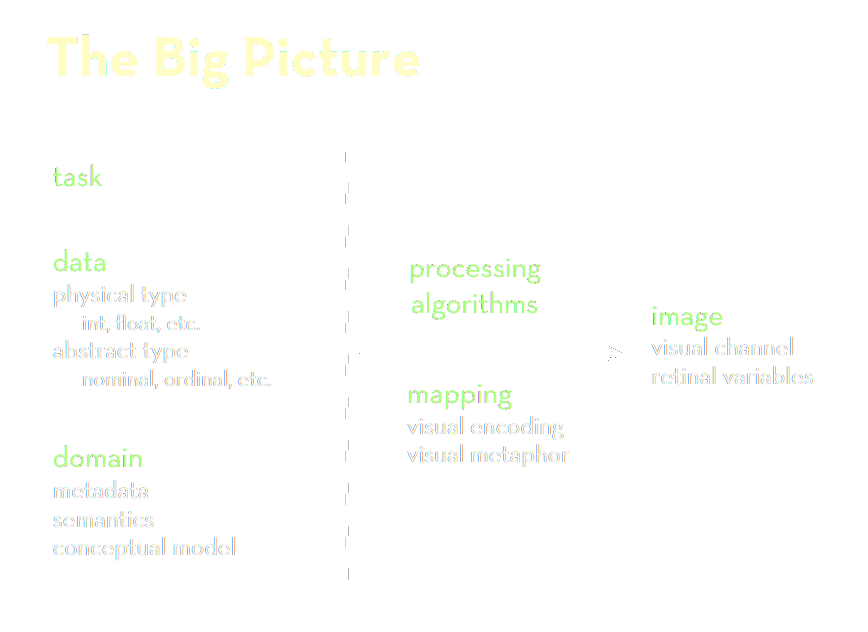 The Big Picture
task
data
physical type
int, float, etc.
abstract type
nominal, ordinal, etc.
domain
metadata
semantics
conceptual model
processing
algorithms
mapping
visual encoding
visual metaphor
image
visual channel
retinal variables